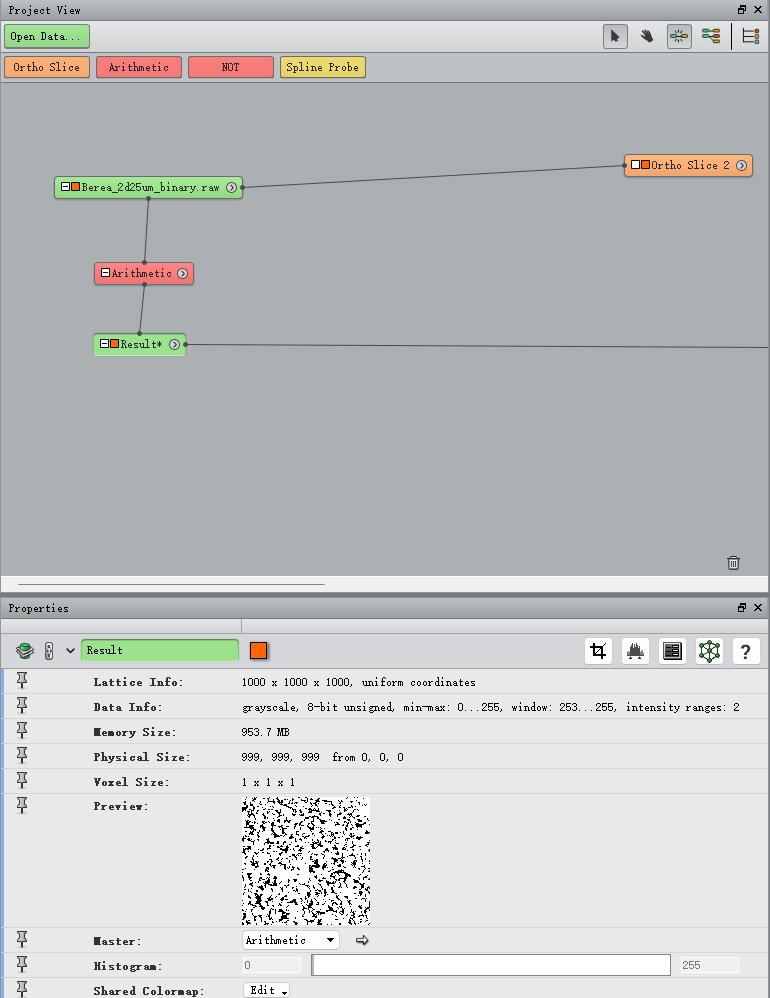 Project View
Open Data...
Ortho Slice
Arithmetic
NOT
Spline Probe
Ortho Slice 2
Berea_2d25um_binary.raw
Arithmetic
Result*
Properties
Result
?
Lattice Info: 1000 x 1000 x 1000, uniform coordinates
Data Info: grayscale, 8-bit unsigned, min-max: 0...255, window: 253...255, intensity ranges: 2
Memory Size: 953.7 MB
Physical Size: 999, 999, 999 from 0, 0, 0
Voxel Size: 1 x 1 x 1
Preview:
Master: Arithmetic
Histogram: 0 255
Shared Colormap: Edit